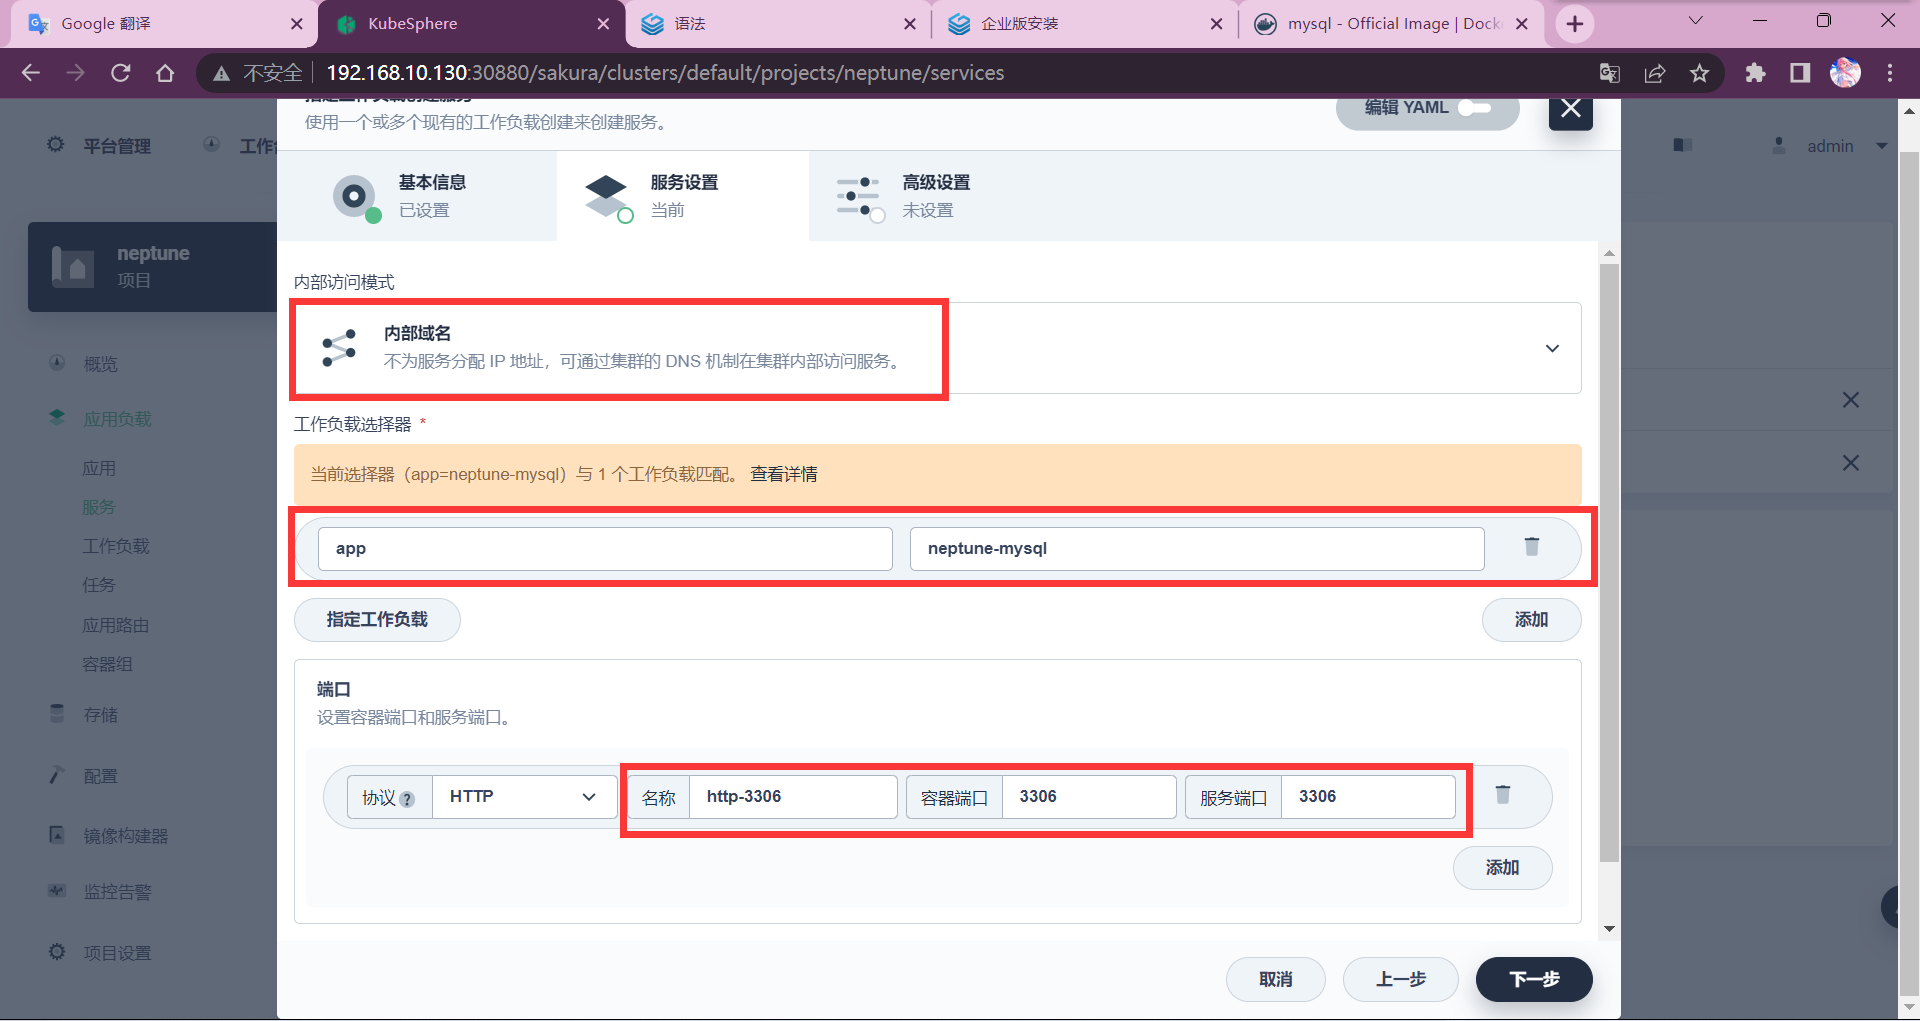 Google 翻译
KubeSphere
语法
企业版安装
mysql - Official Image | Dock
不安全
192.168.10.130:30880/sakura/clusters/default/projects/neptune/services
指定工作负载创建服务
使用一个或多个现有的工作负载创建来创建服务。
编辑 YAML
平台管理
工作
admin
基本信息
已设置
服务设置
当前
高级设置
未设置
neptune
项目
概览
应用负载
应用
服务
工作负载
任务
应用路由
容器组
存储
配置
镜像构建器
监控告警
项目设置
内部访问模式
内部域名
不为服务分配 IP 地址，可通过集群的 DNS 机制在集群内部访问服务。
工作负载选择器 *
当前选择器（app=neptune-mysql）与 1 个工作负载匹配。 查看详情
app
neptune-mysql
指定工作负载
添加
端口
设置容器端口和服务端口。
协议 ?
HTTP
名称
http-3306
容器端口
3306
服务端口
3306
添加
取消
上一步
下一步